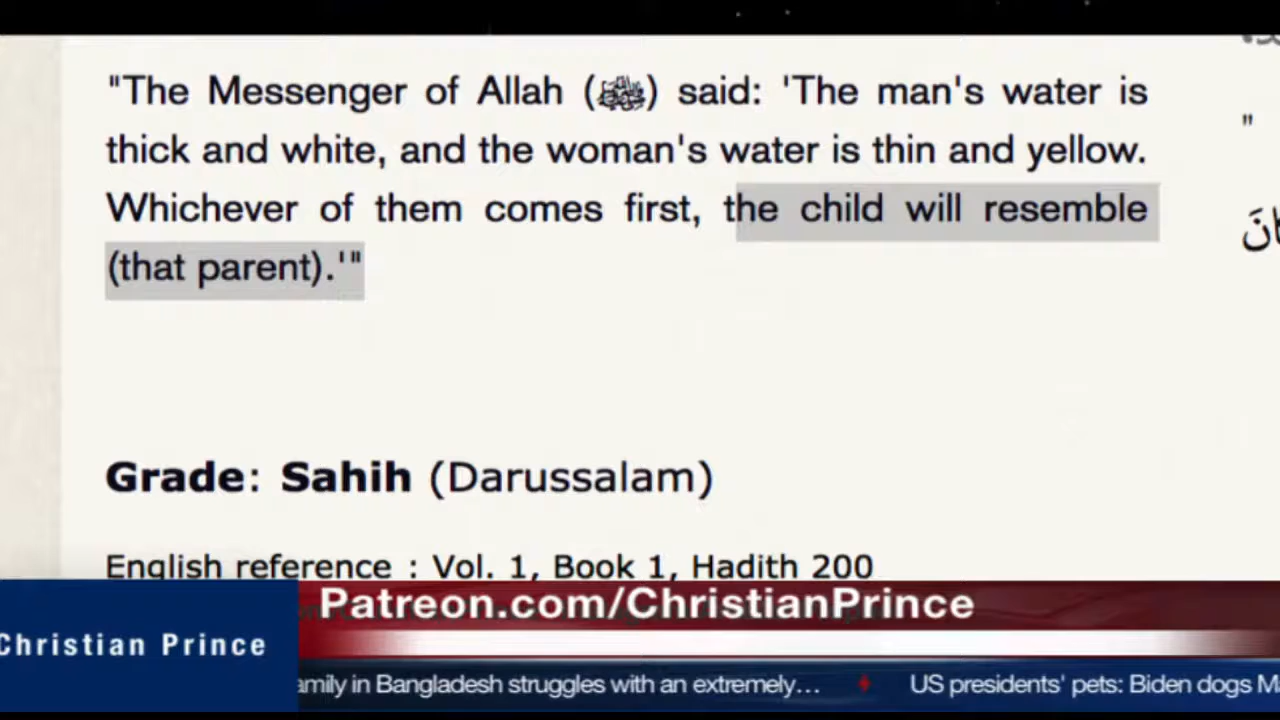 "The Messenger of Allah (ﷺ) said: 'The man's water is
thick and white, and the woman's water is thin and yellow.
Whichever of them comes first, the child will resemble
(that parent).'"
"
Grade: Sahih (Darussalam)
English reference : Vol. 1, Book 1, Hadith 200
Patreon.com/ChristianPrince
Christian Prince
amily in Bangladesh struggles with an extremely… US presidents' pets: Biden dogs M